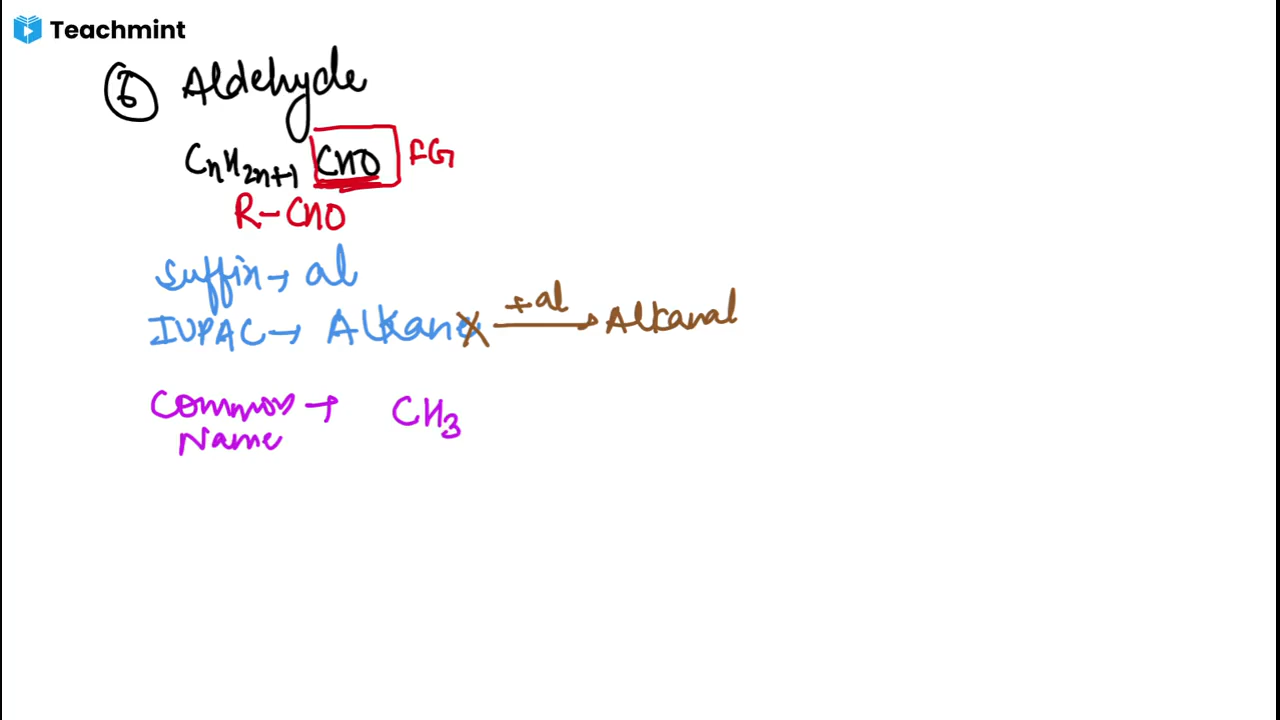 Teachmint
6 Aldehyde
CnH2n+1 CHO FG
R-CHO
Suffix → al
IUPAC → Alkane +al → Alkanal
Common → CH3
Name